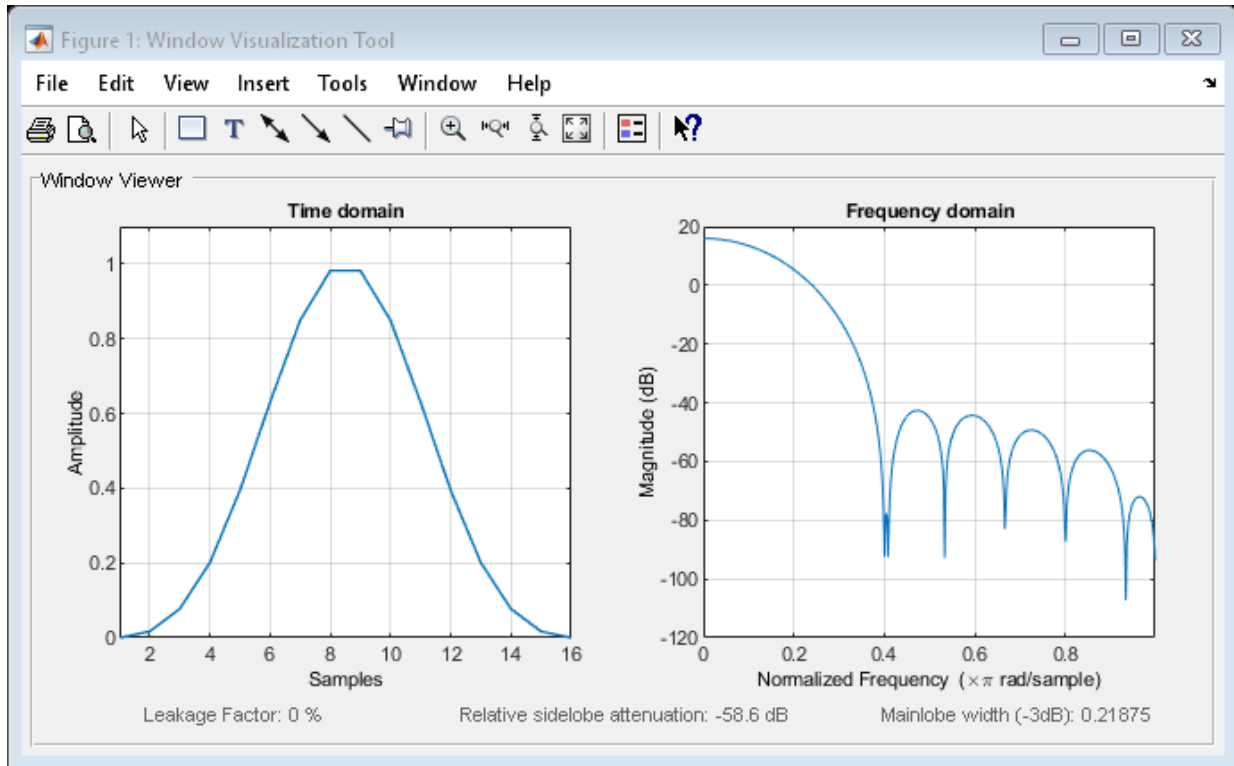 Figure 1: Window Visualization Tool
File Edit View Insert Tools Window Help
T ?
Window Viewer
Time domain
1
0.8
0.6
0.4
0.2
0
Amplitude
2 4 6 8 10 12 14 16
Samples
Frequency domain
20
0
-20
-40
-60
-80
-100
-120
Magnitude (dB)
0 0.2 0.4 0.6 0.8
Normalized Frequency (×π rad/sample)
Leakage Factor: 0 % Relative sidelobe attenuation: -58.6 dB Mainlobe width (-3dB): 0.21875